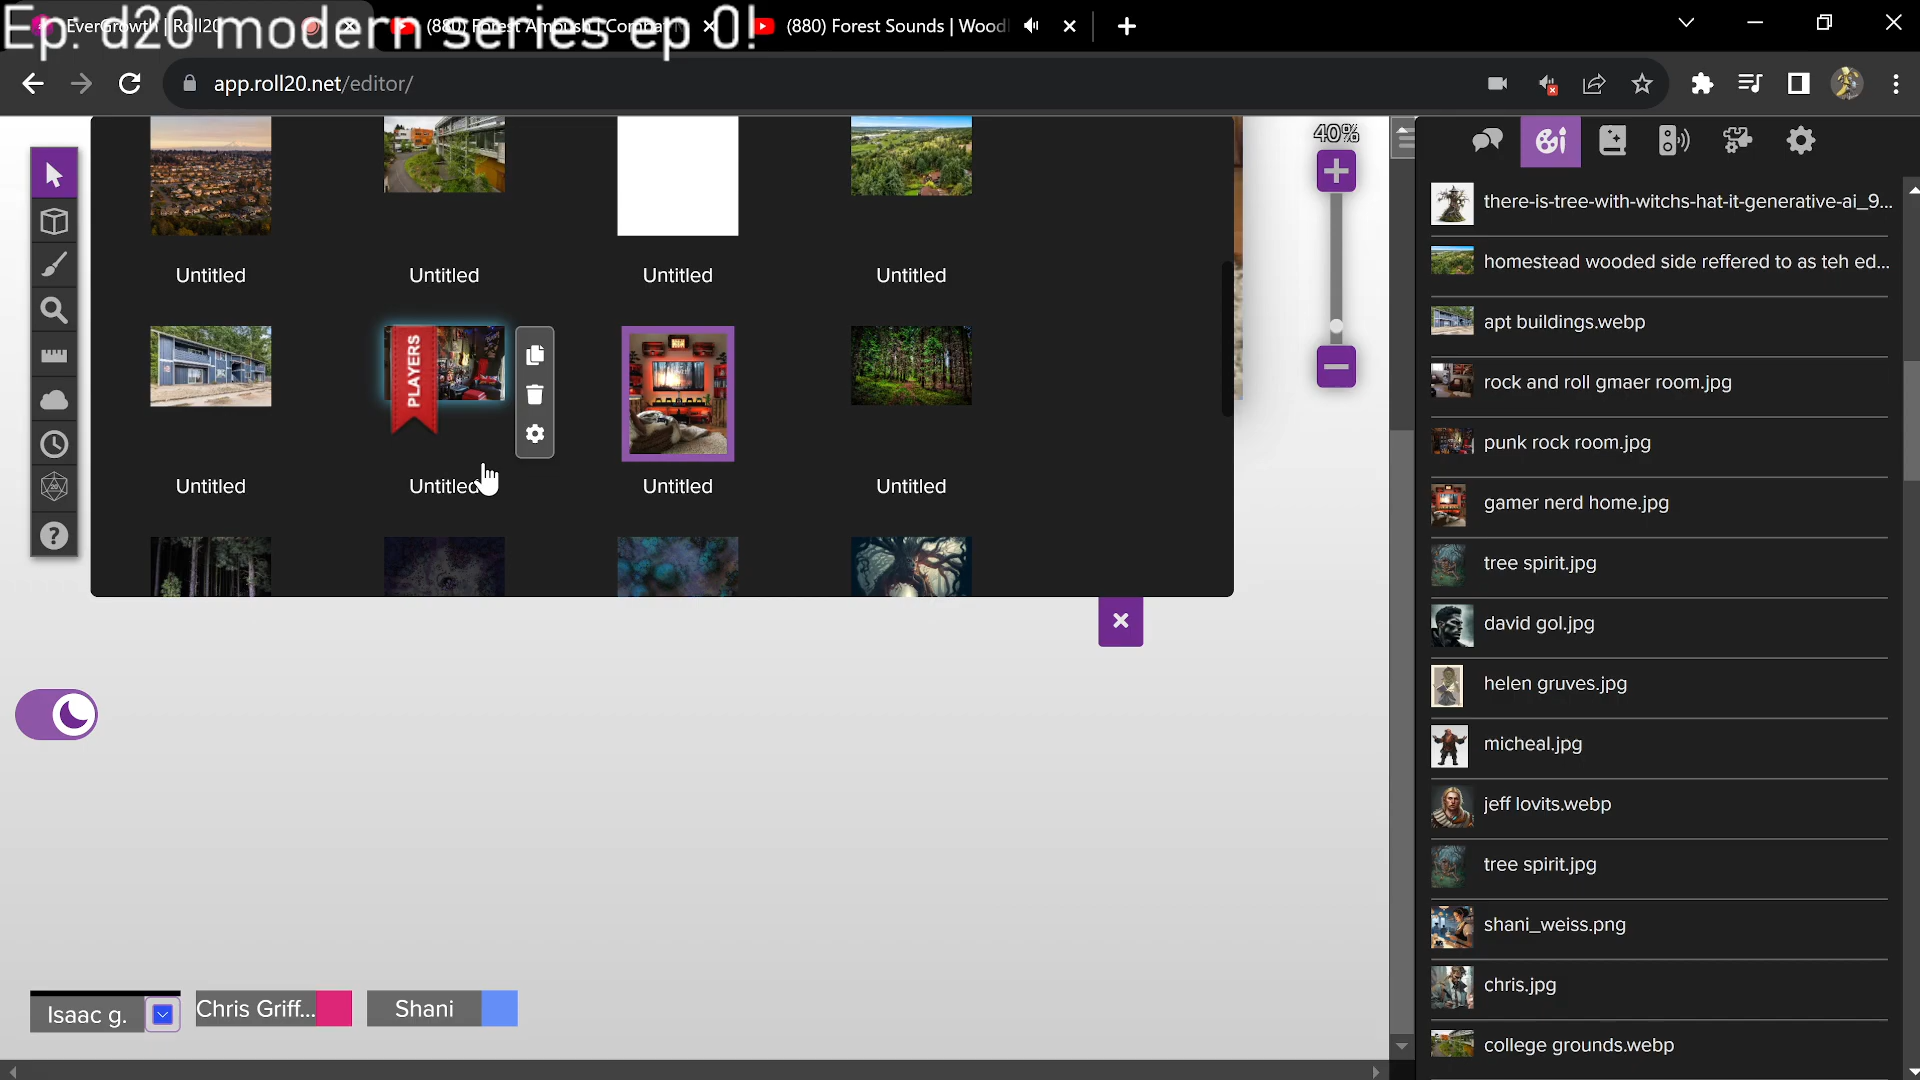 Ep. d20 modern series ep 0!
EverGrowth | Roll20
(880) Forest Ambush | Combat
(880) Forest Sounds | Wood
app.roll20.net/editor/
40%
Untitled
Untitled
Untitled
Untitled
PLAYERS
Untitled
Untitled
Untitled
Untitled
there-is-tree-with-witchs-hat-it-generative-ai_9...
homestead wooded side reffered to as teh ed...
apt buildings.webp
rock and roll gmaer room.jpg
punk rock room.jpg
gamer nerd home.jpg
tree spirit.jpg
david gol.jpg
helen gruves.jpg
micheal.jpg
jeff lovits.webp
tree spirit.jpg
shani_weiss.png
chris.jpg
college grounds.webp
Isaac g.
Chris Griff...
Shani